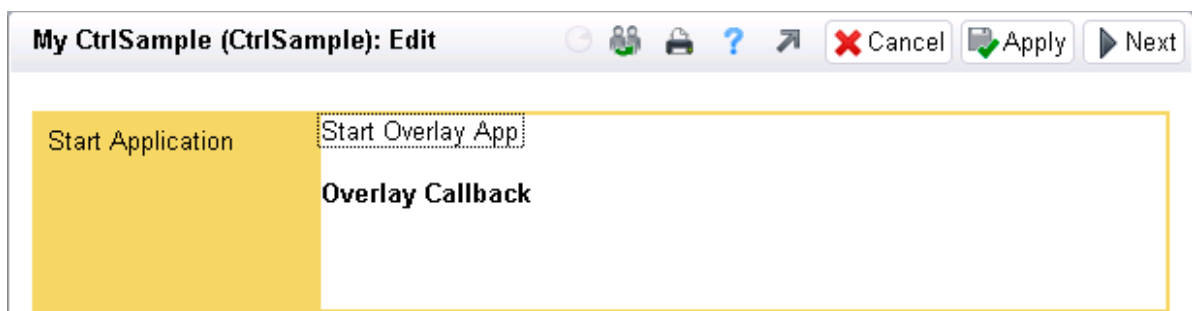 My CtrlSample (CtrlSample): Edit ? Cancel Apply Next
Start Application Start Overlay App
Overlay Callback